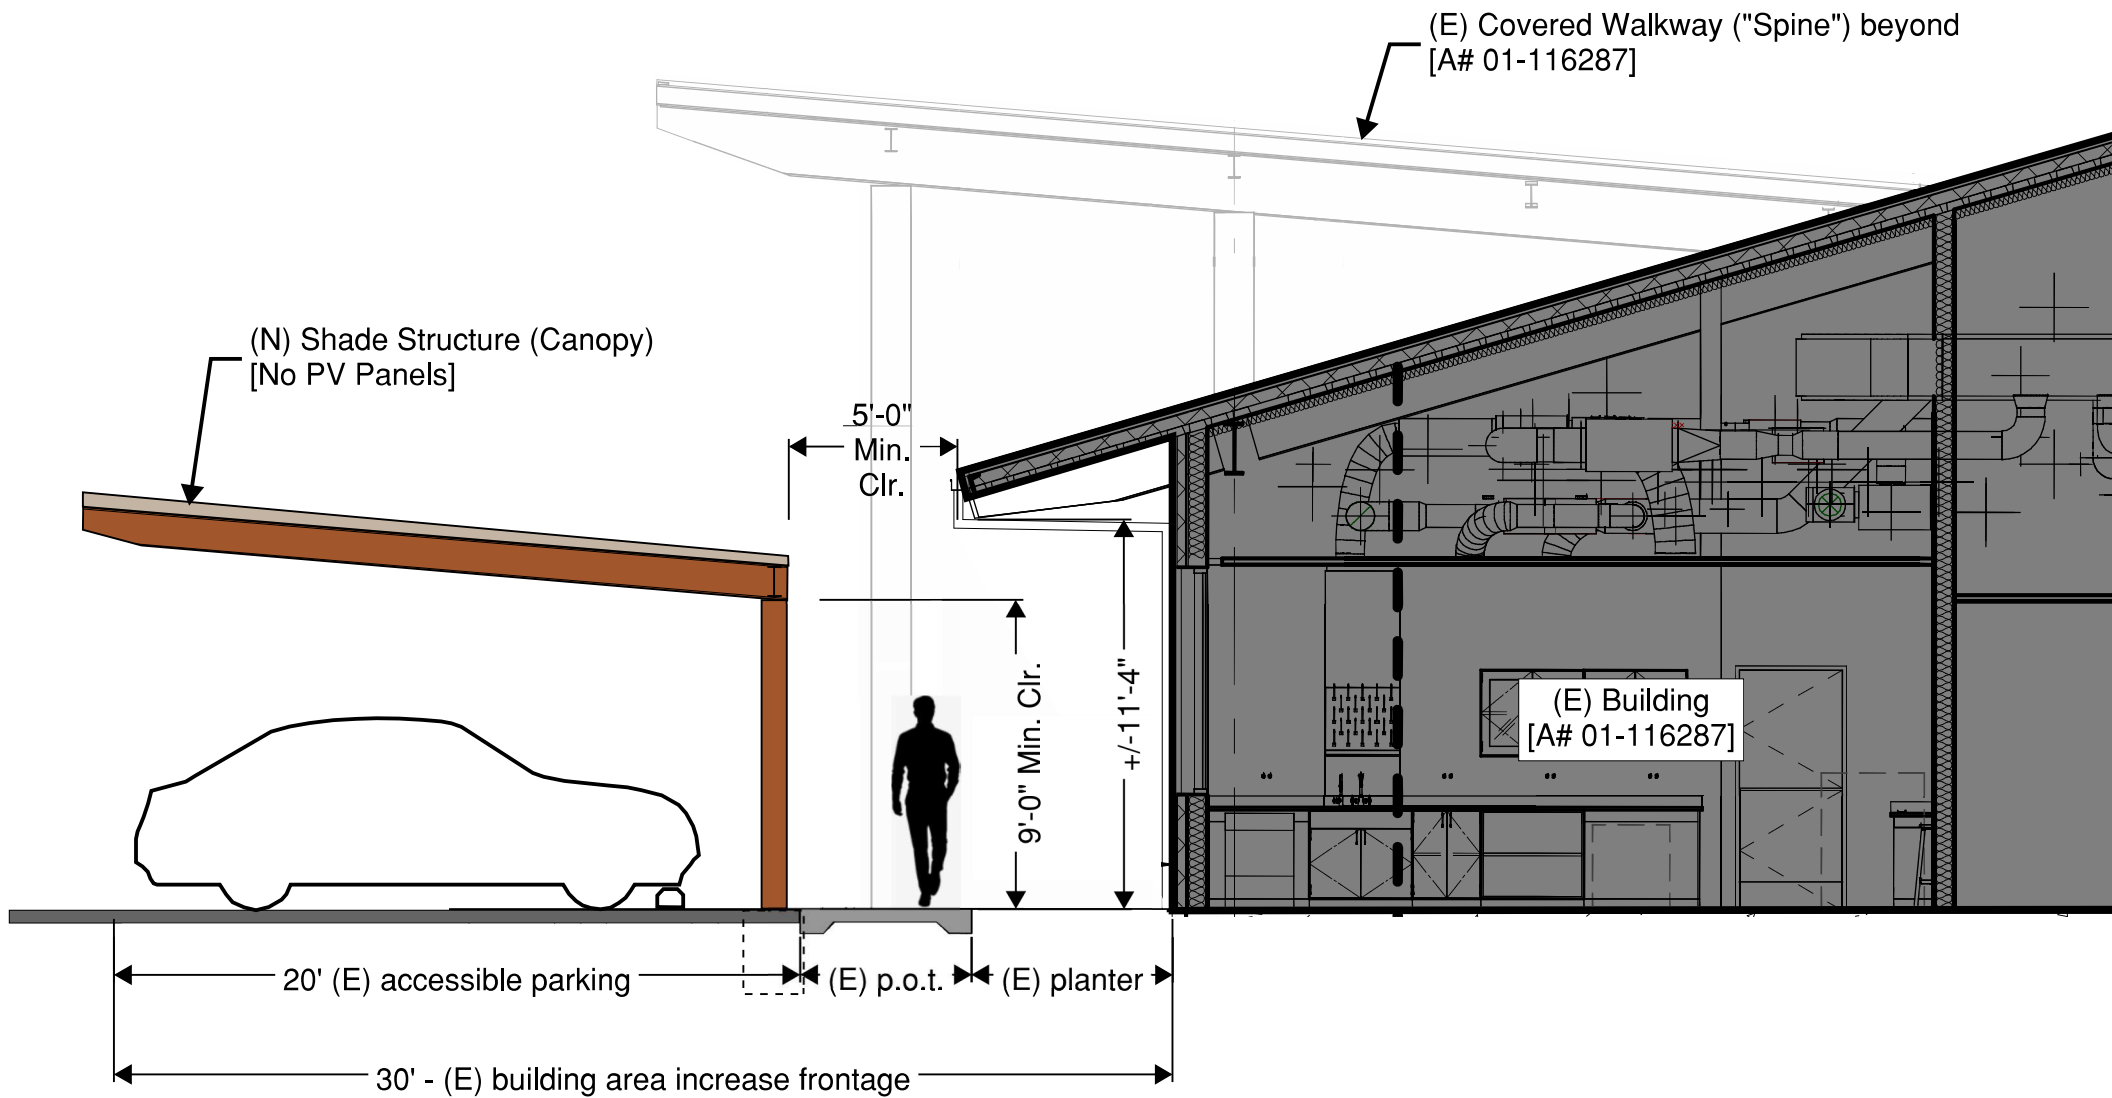 (E) Covered Walkway ("Spine") beyond
[A# 01-116287]
(N) Shade Structure (Canopy)
[No PV Panels]
5'-0"
Min.
Clr.
9'-0" Min. Clr.
+/-11'-4"
(E) Building
[A# 01-116287]
20' (E) accessible parking
(E) p.o.t.
(E) planter
30' - (E) building area increase frontage